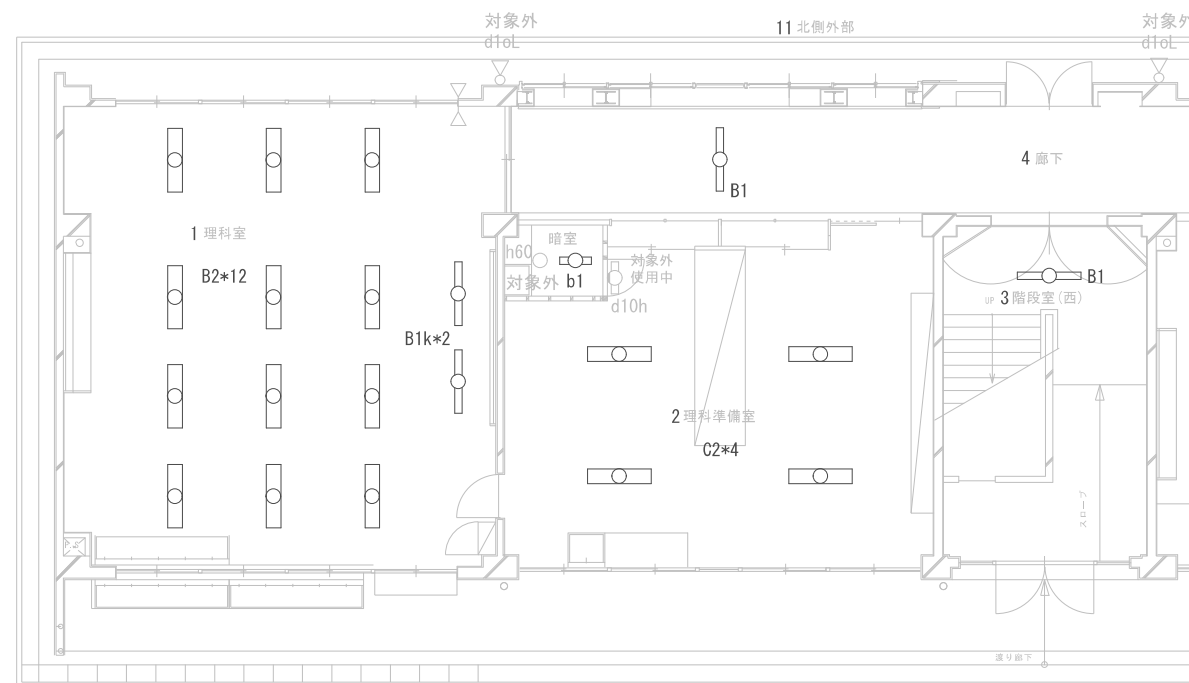 対象外
d1oL
11 北側外部
対象外
d1oL
4 廊下
B1
1 理科室
B2*12
暗室
h60
対象外
b1
対象外
使用中
d10h
B1
UP 3 階段室(西)
B1k*2
2 理科準備室
C2*4
スロープ
渡り廊下